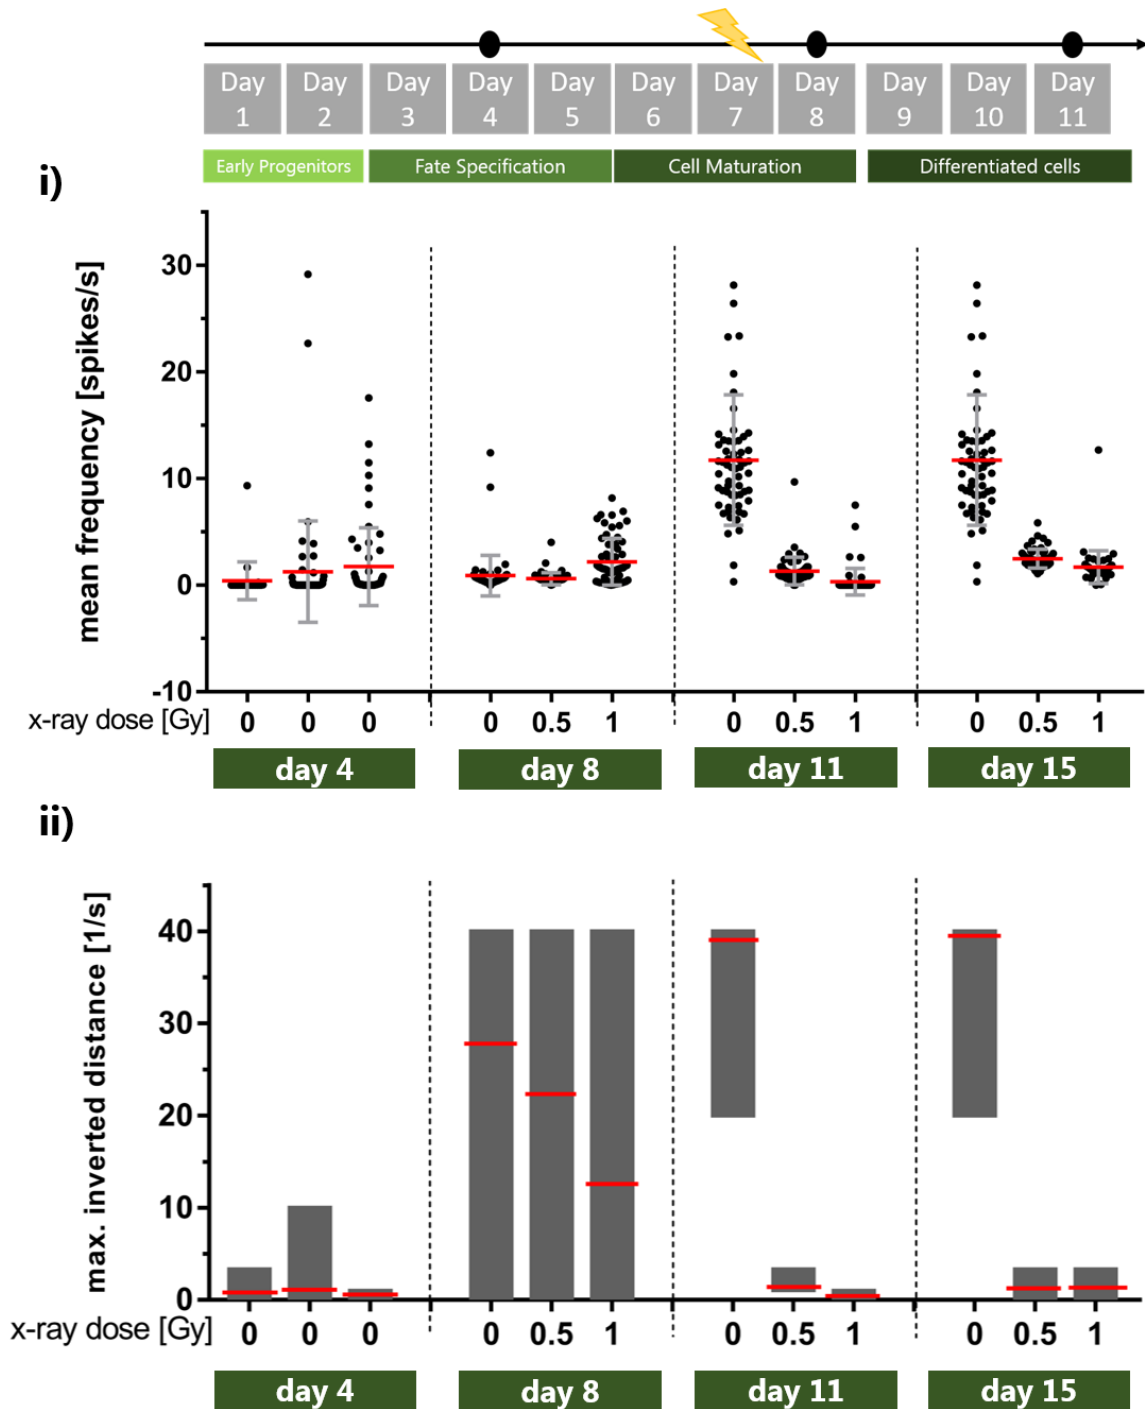 Day 1 Day 2 Day 3 Day 4 Day 5 Day 6 Day 7 Day 8 Day 9 Day 10 Day 11
Early Progenitors Fate Specification Cell Maturation Differentiated cells
i)
mean frequency [spikes/s]
30
20
10
0
-10
x-ray dose [Gy] 0 0 0 0 0.5 1 0 0.5 1 0 0.5 1
day 4 day 8 day 11 day 15
ii)
max. inverted distance [1/s]
40
30
20
10
0
x-ray dose [Gy] 0 0 0 0 0.5 1 0 0.5 1 0 0.5 1
day 4 day 8 day 11 day 15